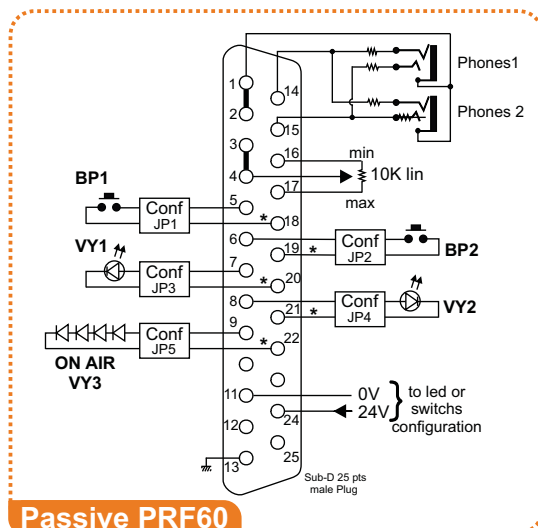 Phones1
Phones 2
1
14
2
15
3
16
min
4
10K lin
17
max
BP1
5
Conf
JP1
*
18
6
19
*
Conf
JP2
BP2
VY1
7
Conf
JP3
*
20
8
21
*
Conf
JP4
VY2
9
Conf
JP5
*
22
ON AIR
VY3
11
0V
24V
to led or
switchs
configuration
24
12
13
25
Sub-D 25 pts
male Plug
Passive PRF60